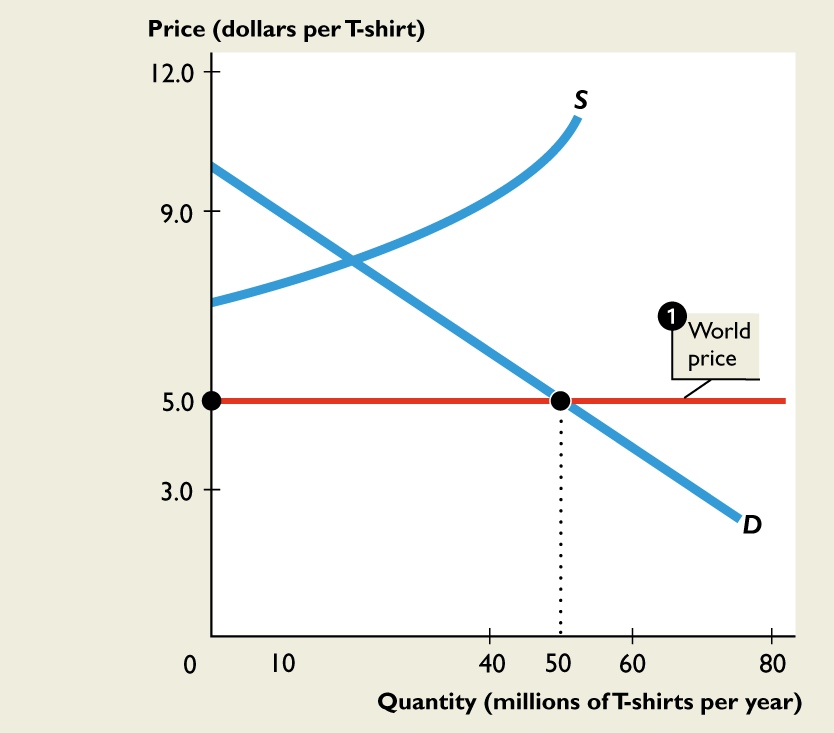 Price (dollars per T-shirt)
12.0
S
9.0
1
World
price
5.0
3.0
D
0 10 40 50 60 80
Quantity (millions of T-shirts per year)